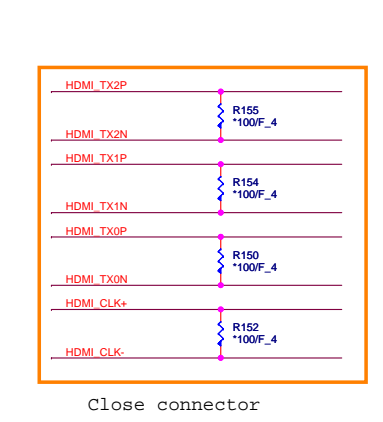 HDMI_TX2P
R155
*100/F_4
HDMI_TX2N
HDMI_TX1P
R154
*100/F_4
HDMI_TX1N
HDMI_TX0P
R150
*100/F_4
HDMI_TX0N
HDMI_CLK+
R152
*100/F_4
HDMI_CLK-
Close connector